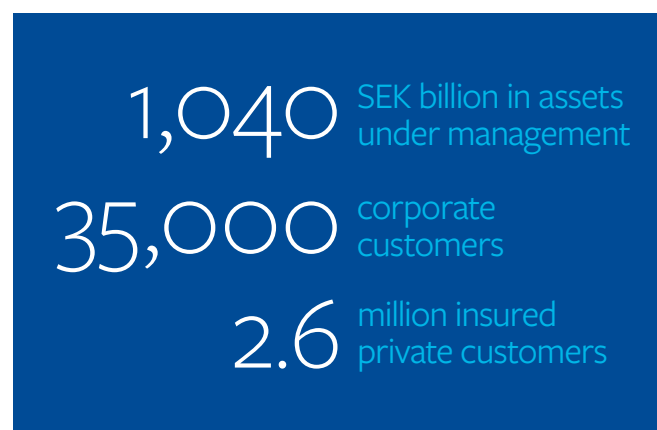 1,040 SEK billion in assets
under management
35,000 corporate
customers
2.6 million insured
private customers